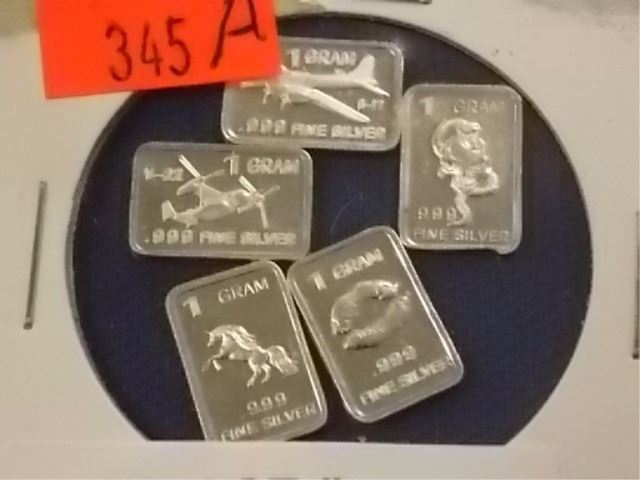 345 A
1 GRAM
B-17
.999 FINE SILVER
1 GRAM
.999
FINE SILVER
V-22
1 GRAM
.999 FINE SILVER
1 GRAM
.999
FINE SILVER
1 GRAM
.999
FINE SILVER